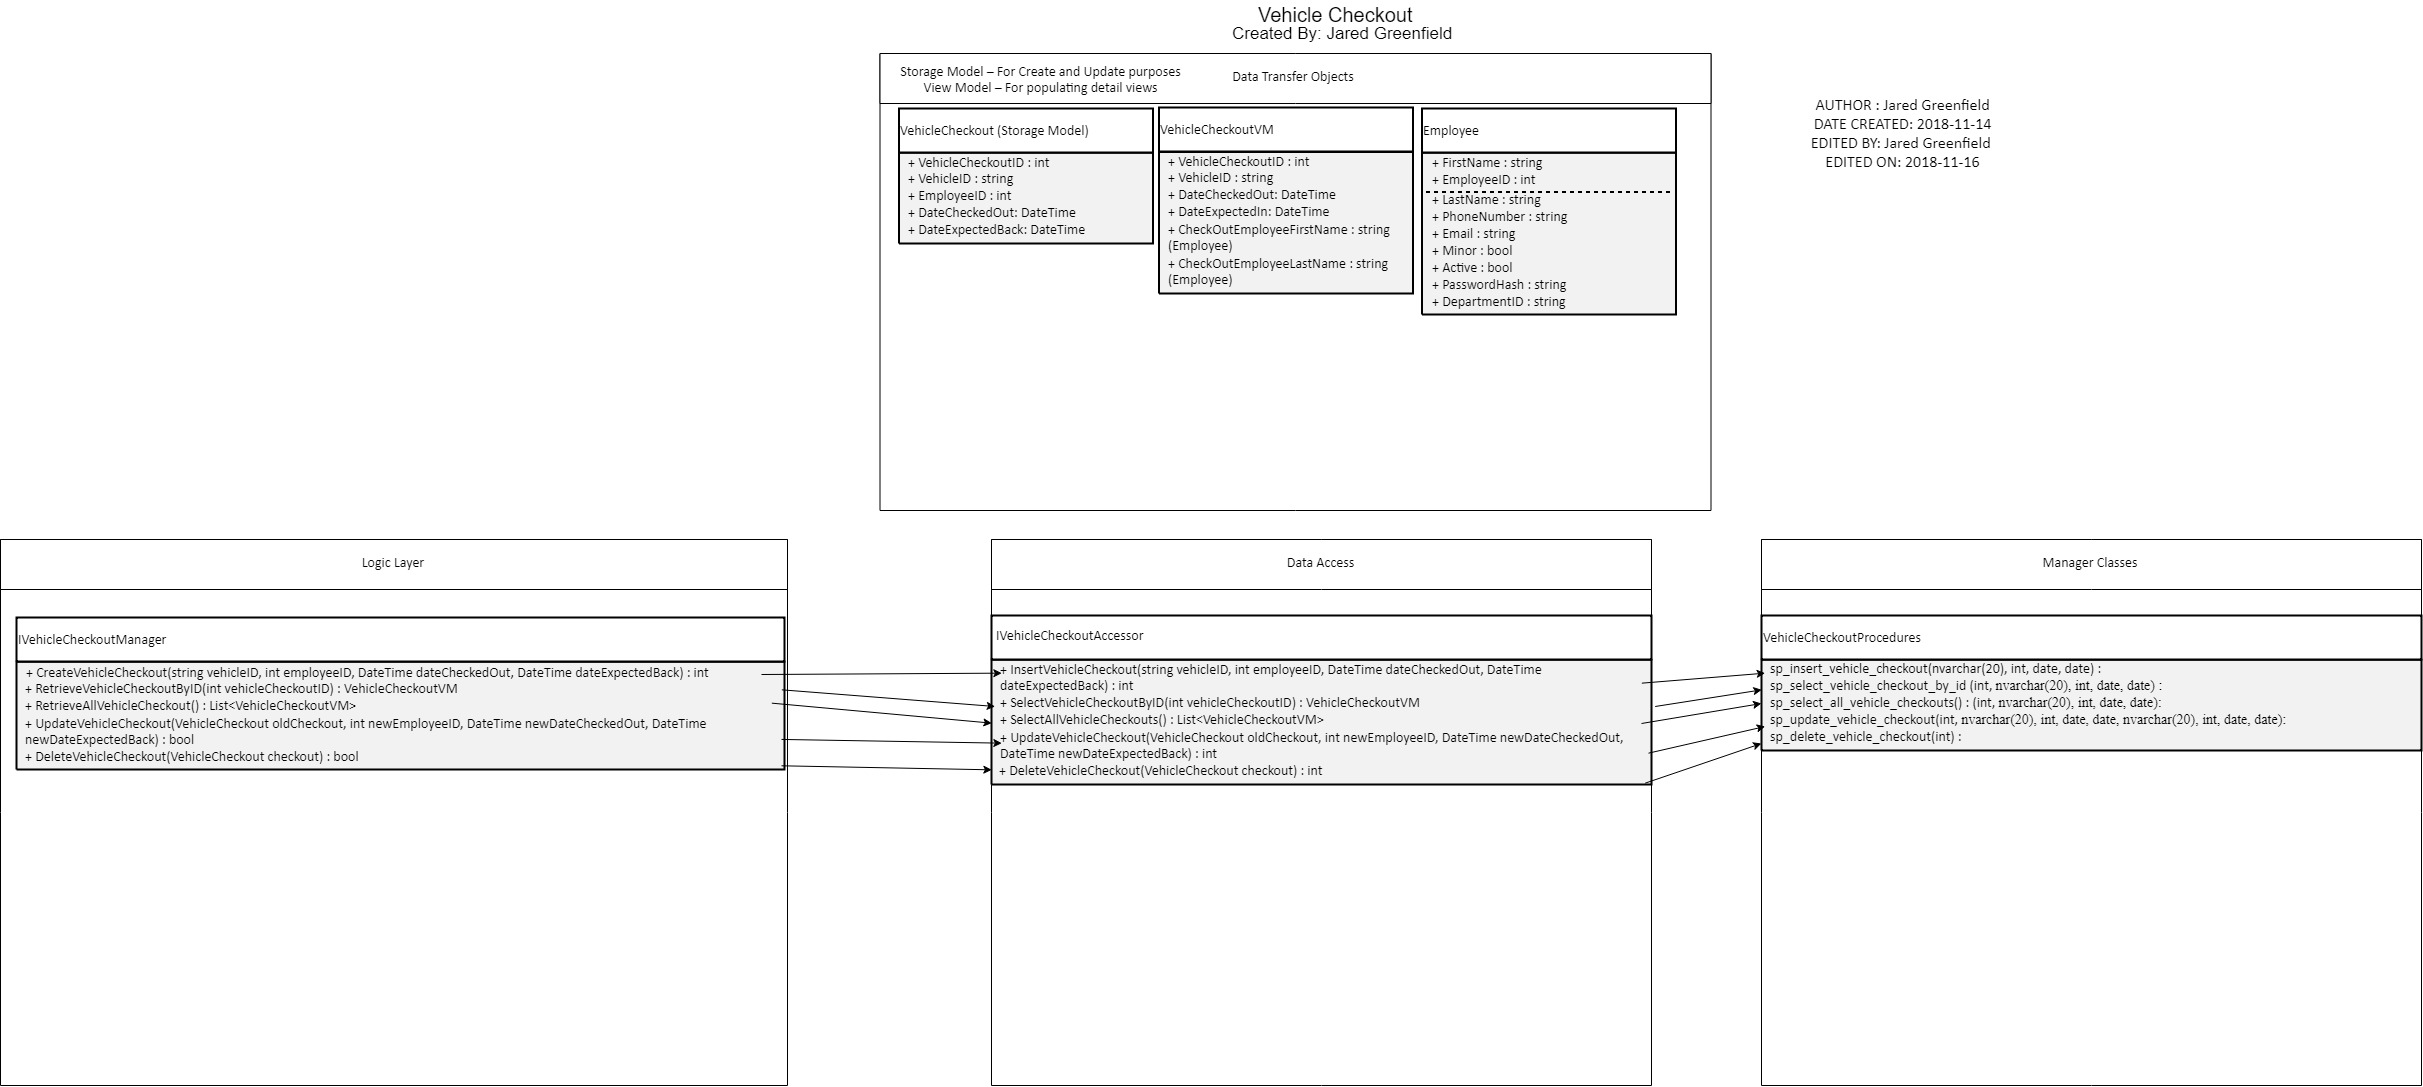 Vehicle Checkout
Created By: Jared Greenfield
Storage Model – For Create and Update purposes
View Model – For populating detail views
Data Transfer Objects
AUTHOR : Jared Greenfield
DATE CREATED: 2018-11-14
EDITED BY: Jared Greenfield
EDITED ON: 2018-11-16
VehicleCheckout (Storage Model)
+ VehicleCheckoutID : int
+ VehicleID : string
+ EmployeeID : int
+ DateCheckedOut: DateTime
+ DateExpectedBack: DateTime
VehicleCheckoutVM
+ VehicleCheckoutID : int
+ VehicleID : string
+ DateCheckedOut: DateTime
+ DateExpectedIn: DateTime
+ CheckOutEmployeeFirstName : string
(Employee)
+ CheckOutEmployeeLastName : string
(Employee)
Employee
+ FirstName : string
+ EmployeeID : int
+ LastName : string
+ PhoneNumber : string
+ Email : string
+ Minor : bool
+ Active : bool
+ PasswordHash : string
+ DepartmentID : string
Logic Layer
IVehicleCheckoutManager
+ CreateVehicleCheckout(string vehicleID, int employeeID, DateTime dateCheckedOut, DateTime dateExpectedBack) : int
+ RetrieveVehicleCheckoutByID(int vehicleCheckoutID) : VehicleCheckoutVM
+ RetrieveAllVehicleCheckout() : List<VehicleCheckoutVM>
+ UpdateVehicleCheckout(VehicleCheckout oldCheckout, int newEmployeeID, DateTime newDateCheckedOut, DateTime
newDateExpectedBack) : bool
+ DeleteVehicleCheckout(VehicleCheckout checkout) : bool
Data Access
IVehicleCheckoutAccessor
+ InsertVehicleCheckout(string vehicleID, int employeeID, DateTime dateCheckedOut, DateTime
dateExpectedBack) : int
+ SelectVehicleCheckoutByID(int vehicleCheckoutID) : VehicleCheckoutVM
+ SelectAllVehicleCheckouts() : List<VehicleCheckoutVM>
+ UpdateVehicleCheckout(VehicleCheckout oldCheckout, int newEmployeeID, DateTime newDateCheckedOut,
DateTime newDateExpectedBack) : int
+ DeleteVehicleCheckout(VehicleCheckout checkout) : int
Manager Classes
VehicleCheckoutProcedures
sp_insert_vehicle_checkout(nvarchar(20), int, date, date) :
sp_select_vehicle_checkout_by_id (int, nvarchar(20), int, date, date) :
sp_select_all_vehicle_checkouts() : (int, nvarchar(20), int, date, date):
sp_update_vehicle_checkout(int, nvarchar(20), int, date, date, nvarchar(20), int, date, date):
sp_delete_vehicle_checkout(int) :